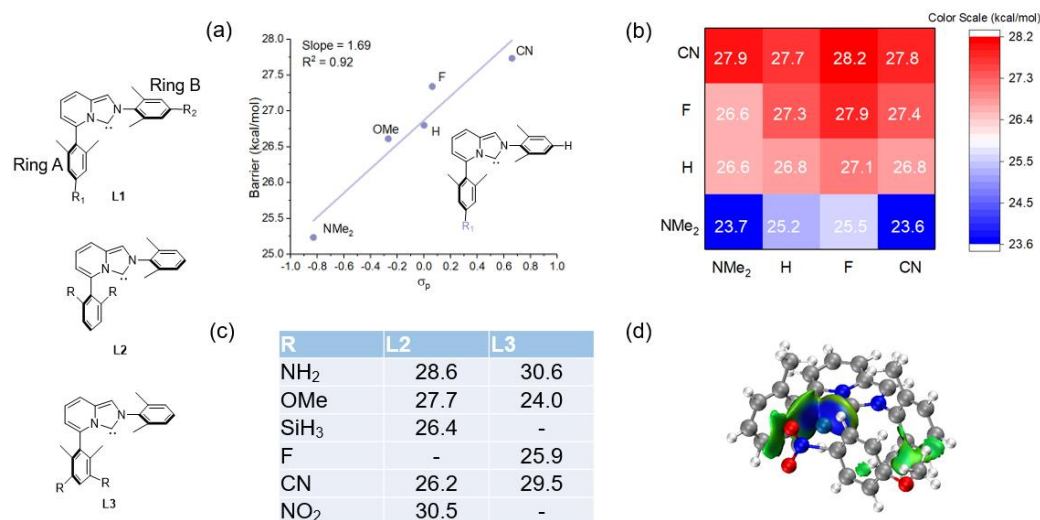 Ring B
N
N
R2
Ring A
R1
L1
N
N
R
R
L2
N
N
R
R
L3
(a)
Slope = 1.69
R² = 0.92
Barrier (kcal/mol)
28.0
27.5
27.0
26.5
26.0
25.5
25.0
CN
F
H
OMe
NMe2
N
N
H
R1
-1.0 -0.8 -0.6 -0.4 -0.2 0.0 0.2 0.4 0.6 0.8 1.0
σp
(b)
Color Scale (kcal/mol)
CN 27.9 27.7 28.2 27.8
F 26.6 27.3 27.9 27.4
H 26.6 26.8 27.1 26.8
NMe2 23.7 25.2 25.5 23.6
NMe2 H F CN
28.2
27.3
26.4
25.5
24.5
23.6
(c)
R L2 L3
NH2 28.6 30.6
OMe 27.7 24.0
SiH3 26.4 -
F - 25.9
CN 26.2 29.5
NO2 30.5 -
(d)